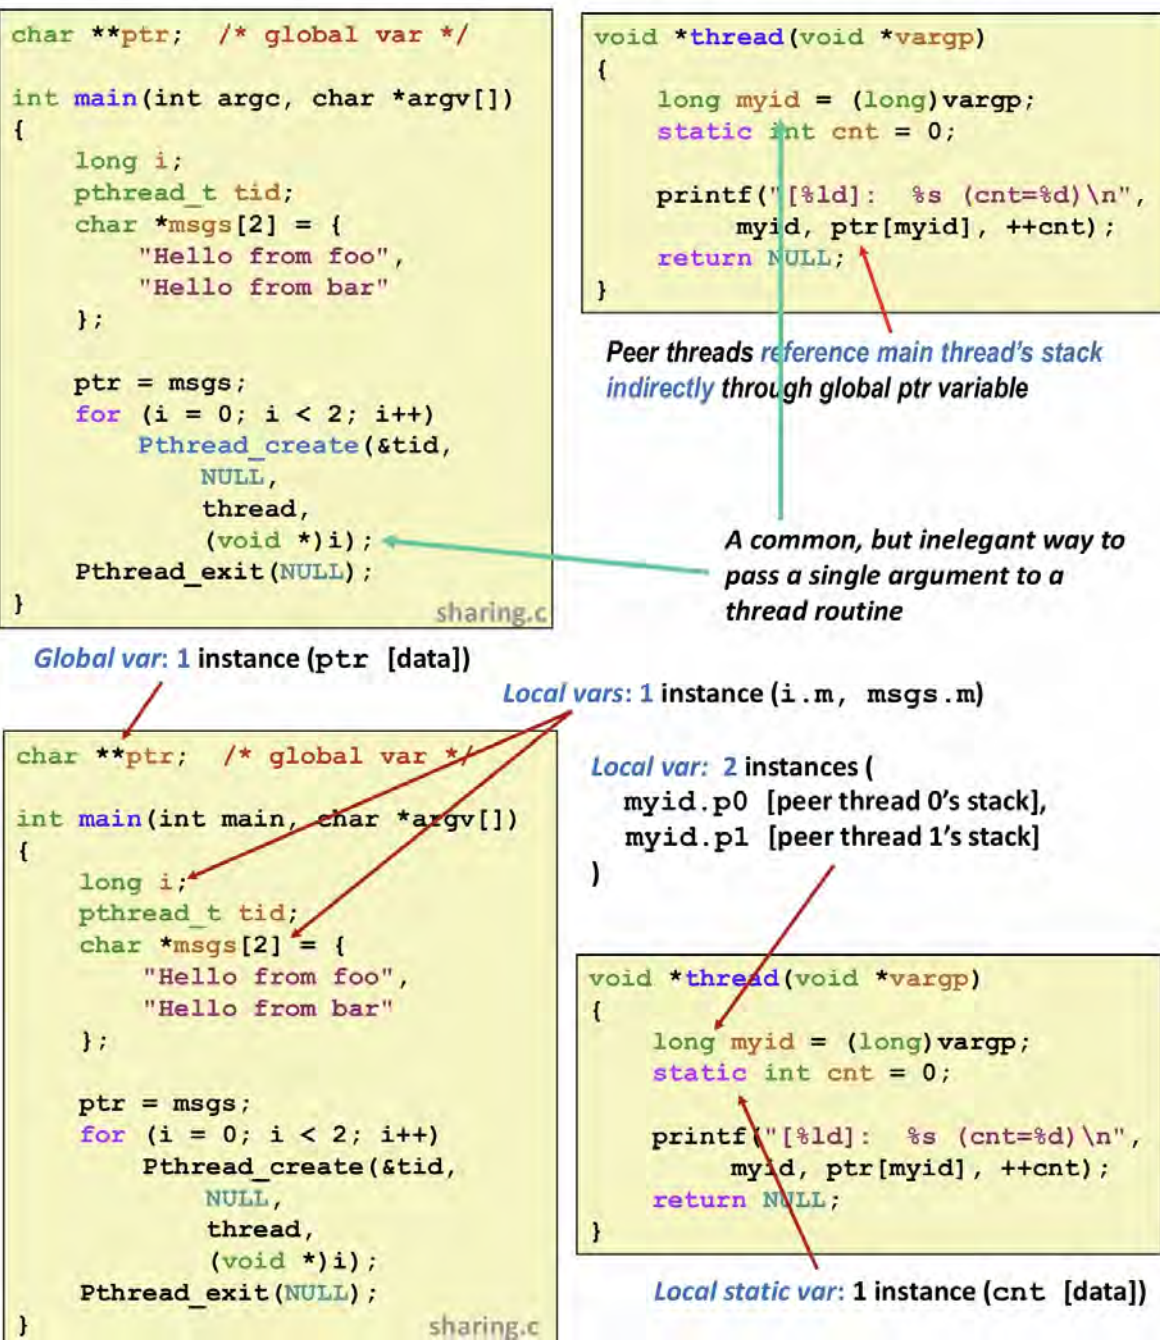 char **ptr;  /* global var */
int main(int argc, char *argv[])
{
    long i;
    pthread_t tid;
    char *msgs[2] = {
        "Hello from foo",
        "Hello from bar"
    };
    ptr = msgs;
    for (i = 0; i < 2; i++)
        Pthread_create(&tid,
            NULL,
            thread,
            (void *)i);
    Pthread_exit(NULL);
}
sharing.c
void *thread(void *vargp)
{
    long myid = (long)vargp;
    static int cnt = 0;
    printf("[%ld]:  %s (cnt=%d)\n",
         myid, ptr[myid], ++cnt);
    return NULL;
}
Peer threads reference main thread's stack
indirectly through global ptr variable
A common, but inelegant way to
pass a single argument to a
thread routine
Global var: 1 instance (ptr [data])
Local vars: 1 instance (i.m, msgs.m)
char **ptr;  /* global var */
int main(int main, char *argv[])
{
    long i;
    pthread_t tid;
    char *msgs[2] = {
        "Hello from foo",
        "Hello from bar"
    };
    ptr = msgs;
    for (i = 0; i < 2; i++)
        Pthread_create(&tid,
            NULL,
            thread,
            (void *)i);
    Pthread_exit(NULL);
}
sharing.c
Local var:  2 instances (
myid.p0 [peer thread 0's stack],
myid.p1 [peer thread 1's stack]
)
void *thread(void *vargp)
{
    long myid = (long)vargp;
    static int cnt = 0;
    printf("[%ld]:  %s (cnt=%d)\n",
         myid, ptr[myid], ++cnt);
    return NULL;
}
Local static var: 1 instance (cnt [data])